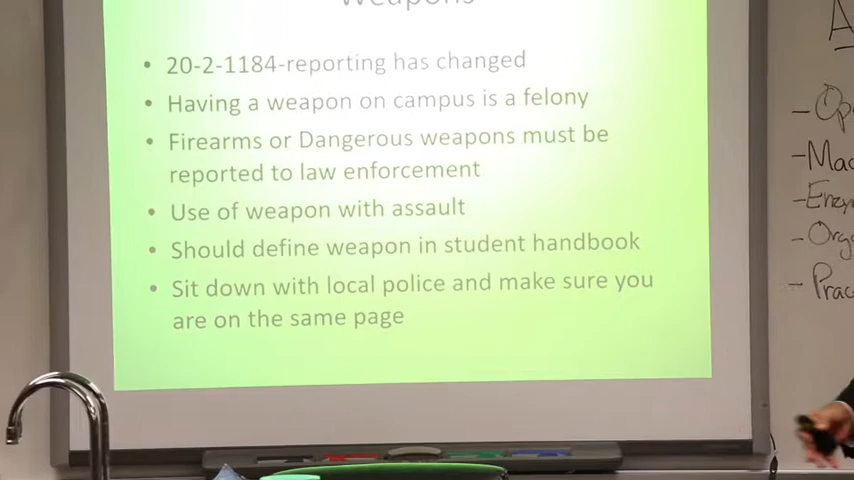 Weapons
• 20-2-1184-reporting has changed
• Having a weapon on campus is a felony
• Firearms or Dangerous weapons must be
reported to law enforcement
• Use of weapon with assault
• Should define weapon in student handbook
• Sit down with local police and make sure you
are on the same page